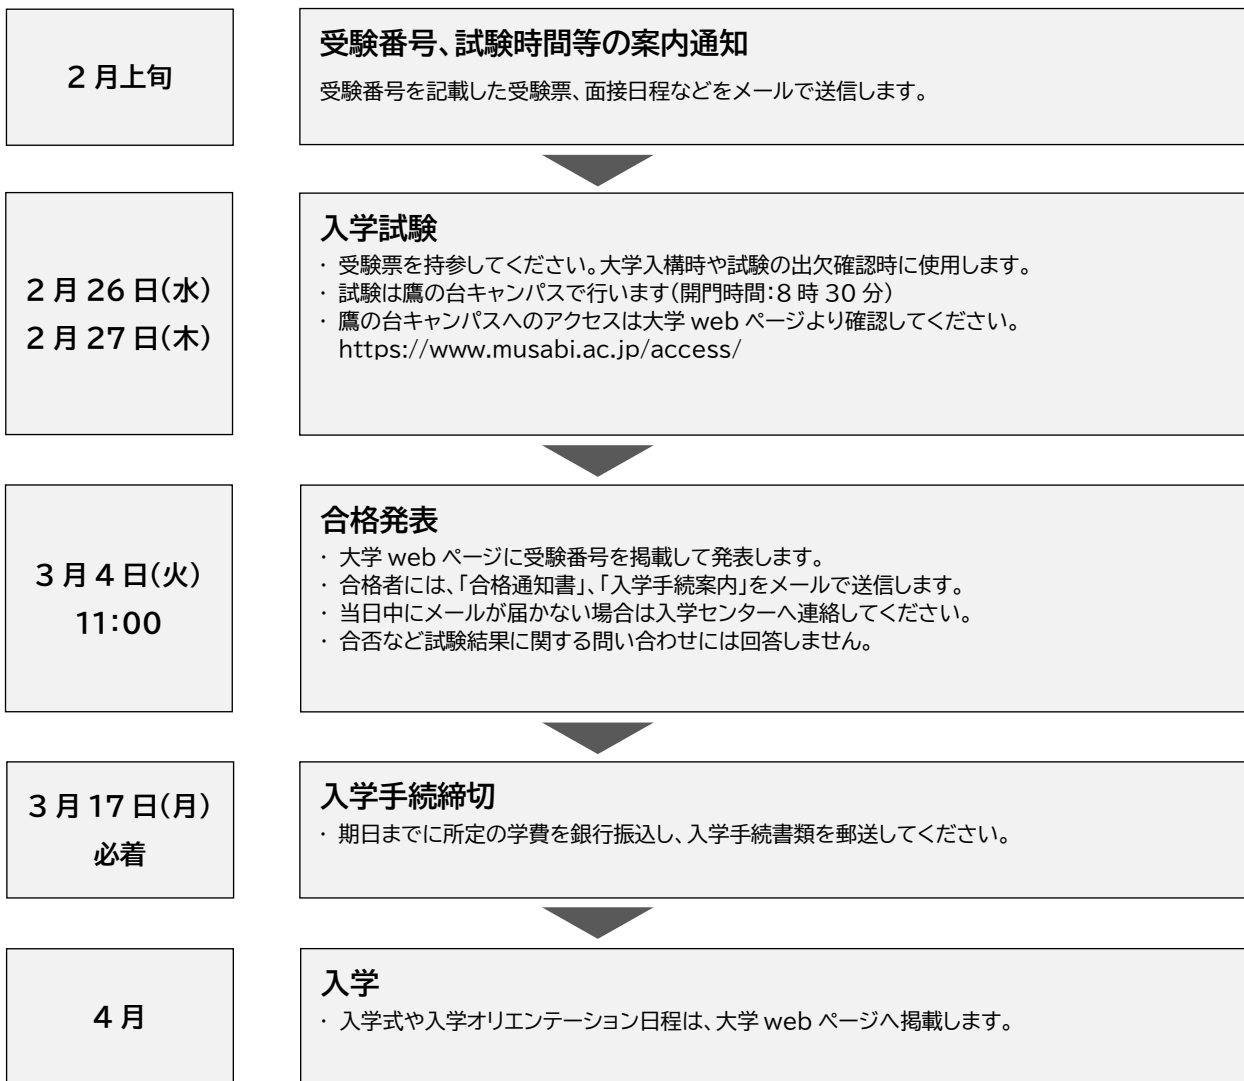 2月上旬
受験番号、試験時間等の案内通知
受験番号を記載した受験票、面接日程などをメールで送信します。
2月26日(水)
2月27日(木)
入学試験
・ 受験票を持参してください。大学入構時や試験の出欠確認時に使用します。
・ 試験は鷹の台キャンパスで行います(開門時間:8時30分)
・ 鷹の台キャンパスへのアクセスは大学 web ページより確認してください。
https://www.musabi.ac.jp/access/
3月4日(火)
11:00
合格発表
・ 大学 web ページに受験番号を掲載して発表します。
・ 合格者には、「合格通知書」、「入学手続案内」をメールで送信します。
・ 当日中にメールが届かない場合は入学センターへ連絡してください。
・ 合否など試験結果に関する問い合わせには回答しません。
3月17日(月)
必着
入学手続締切
・ 期日までに所定の学費を銀行振込し、入学手続書類を郵送してください。
4月
入学
・ 入学式や入学オリエンテーション日程は、大学 web ページへ掲載します。